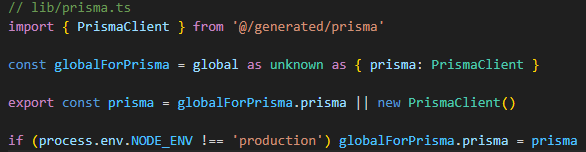 // lib/prisma.ts
import { PrismaClient } from '@/generated/prisma'
const globalForPrisma = global as unknown as { prisma: PrismaClient }
export const prisma = globalForPrisma.prisma || new PrismaClient()
if (process.env.NODE_ENV !== 'production') globalForPrisma.prisma = prisma